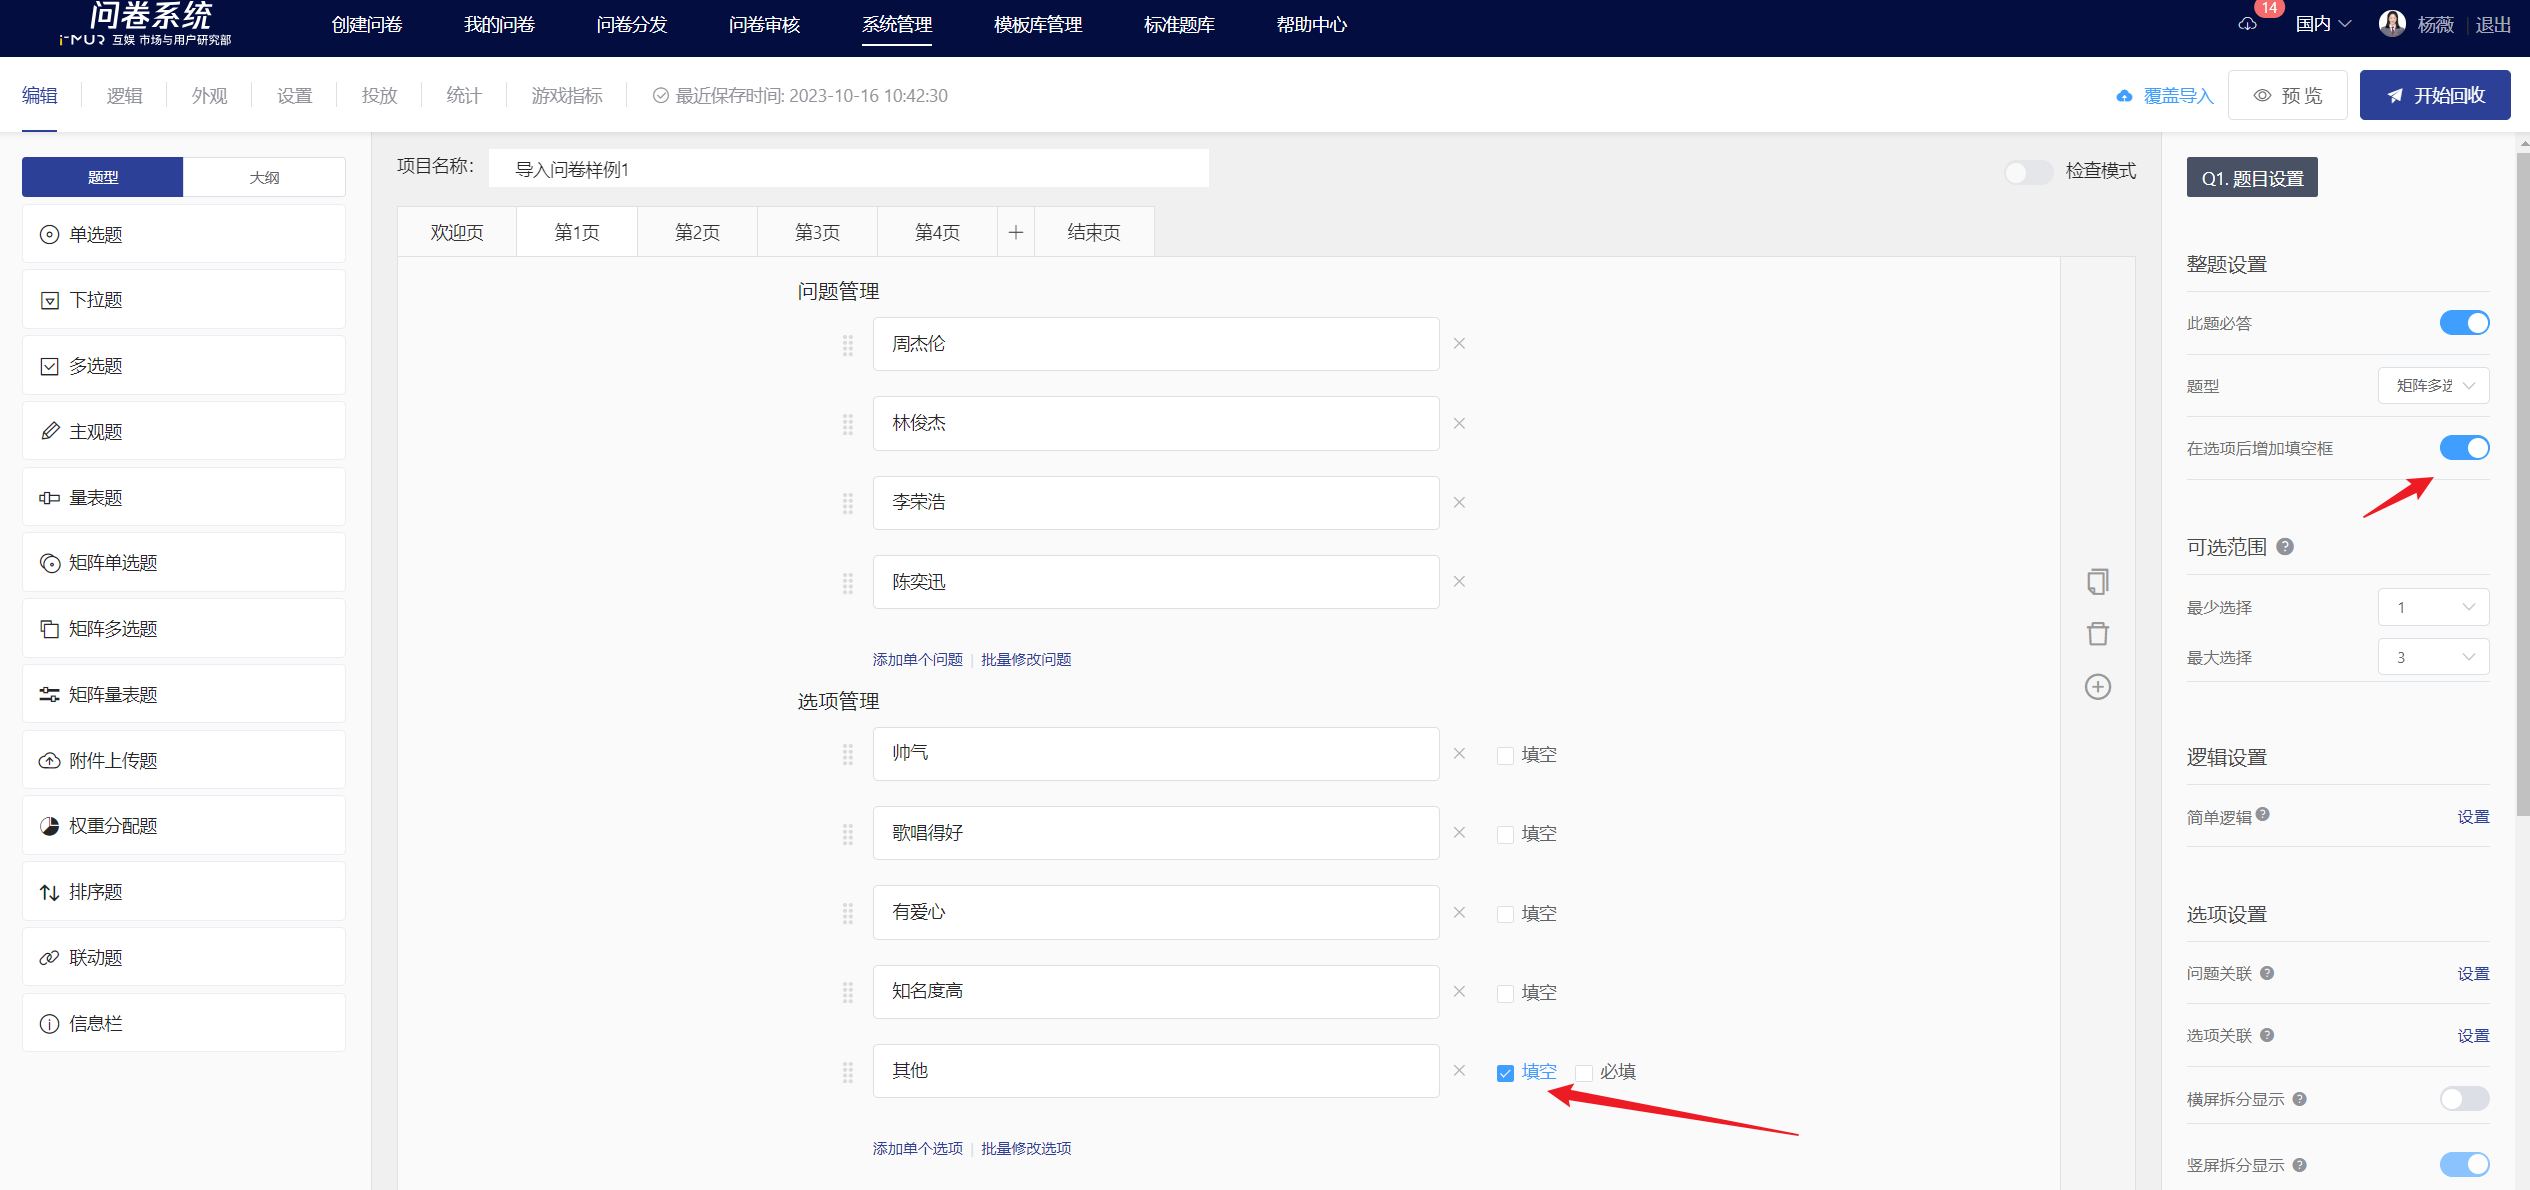 问卷系统
i-MUR 互娱 市场与用户研究部
创建问卷
我的问卷
问卷分发
问卷审核
系统管理
模板库管理
标准题库
帮助中心
14
国内
杨薇
退出
编辑
逻辑
外观
设置
投放
统计
游戏指标
最近保存时间: 2023-10-16 10:42:30
覆盖导入
预 览
开始回收
题型
大纲
单选题
下拉题
多选题
主观题
量表题
矩阵单选题
矩阵多选题
矩阵量表题
附件上传题
权重分配题
排序题
联动题
信息栏
项目名称：
导入问卷样例1
检查模式
欢迎页
第1页
第2页
第3页
第4页
结束页
问题管理
周杰伦
林俊杰
李荣浩
陈奕迅
添加单个问题 | 批量修改问题
选项管理
帅气
填空
歌唱得好
填空
有爱心
填空
知名度高
填空
其他
填空
必填
添加单个选项 | 批量修改选项
Q1. 题目设置
整题设置
此题必答
题型
矩阵多选
在选项后增加填空框
可选范围
最少选择
1
最大选择
3
逻辑设置
简单逻辑
设置
选项设置
问题关联
设置
选项关联
设置
横屏拆分显示
竖屏拆分显示